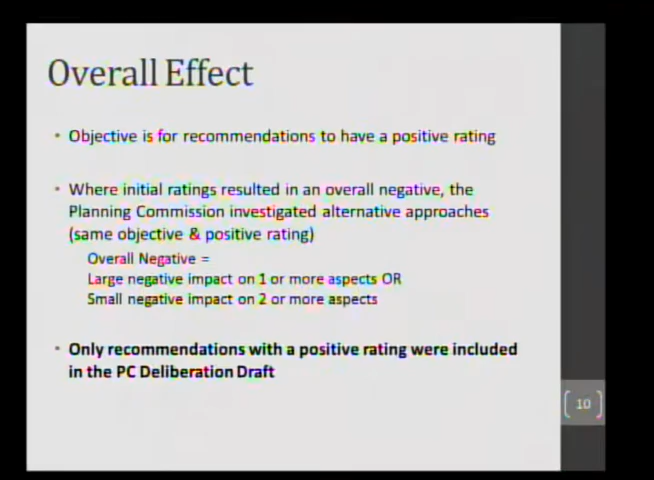 Overall Effect
• Objective is for recommendations to have a positive rating
• Where initial ratings resulted in an overall negative, the
Planning Commission investigated alternative approaches
(same objective & positive rating)
Overall Negative =
Large negative impact on 1 or more aspects OR
Small negative impact on 2 or more aspects
• Only recommendations with a positive rating were included
in the PC Deliberation Draft
[ 10 ]